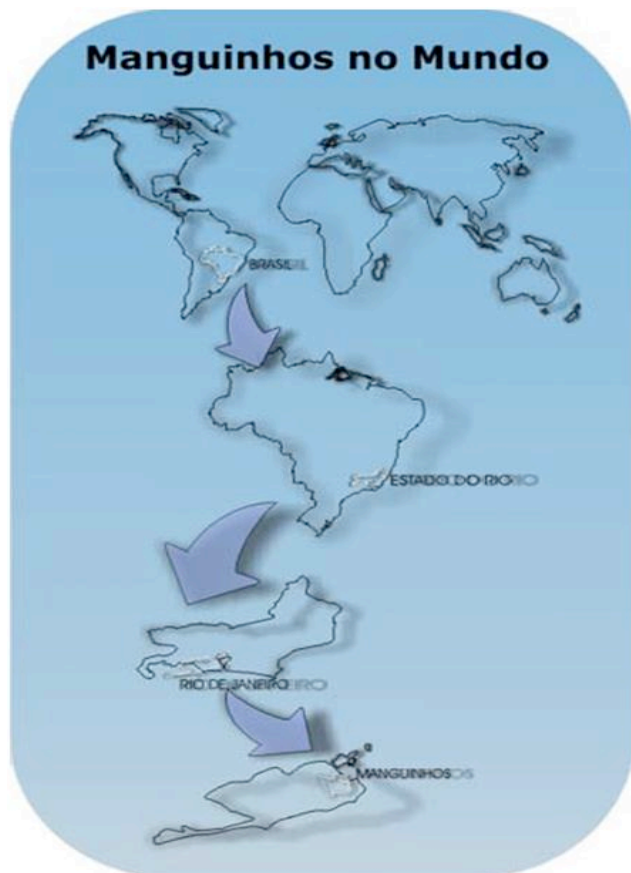 Manguinhos no Mundo
BRASIL
ESTADO DO RIO
RIO DE JANEIRO
MANGUINHOS